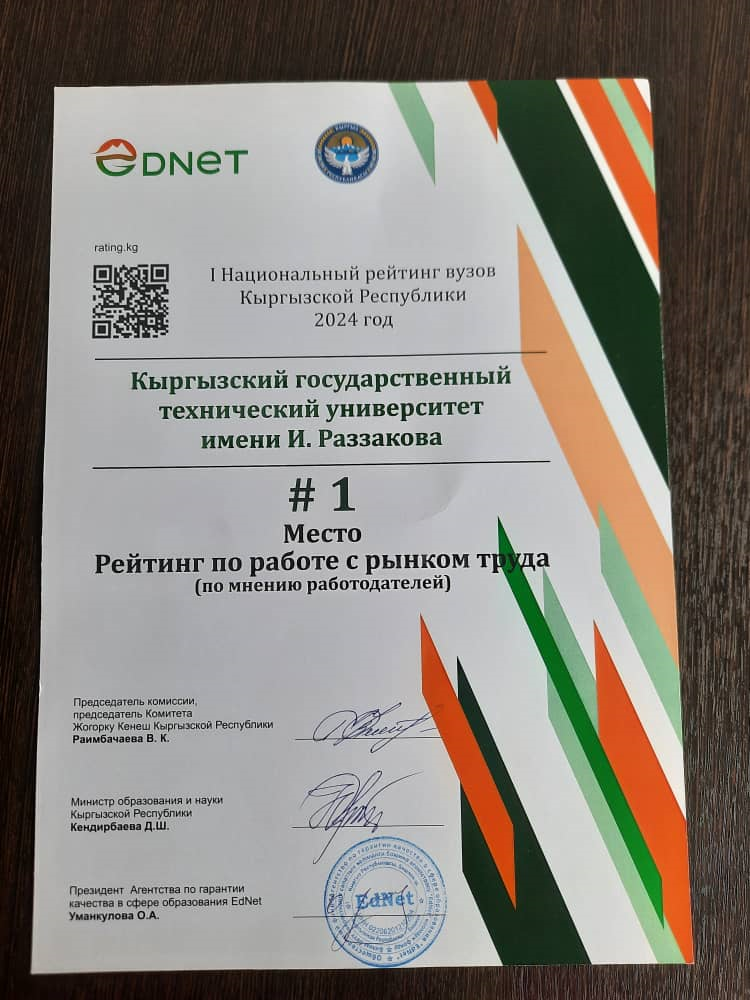 EDNET
rating.kg
I Национальный рейтинг вузов
Кыргызской Республики
2024 год
Кыргызский государственный
технический университет
имени И. Раззакова
# 1
Место
Рейтинг по работе с рынком труда
(по мнению работодателей)
Председатель комиссии,
председатель Комитета
Жогорку Кенеш Кыргызской Республики
Раимбачаева В. К.
Министр образования и науки
Кыргызской Республики
Кендирбаева Д.Ш.
Президент Агентства по гарантии
качества в сфере образования EdNet
Уманкулова О.А.
EdNet